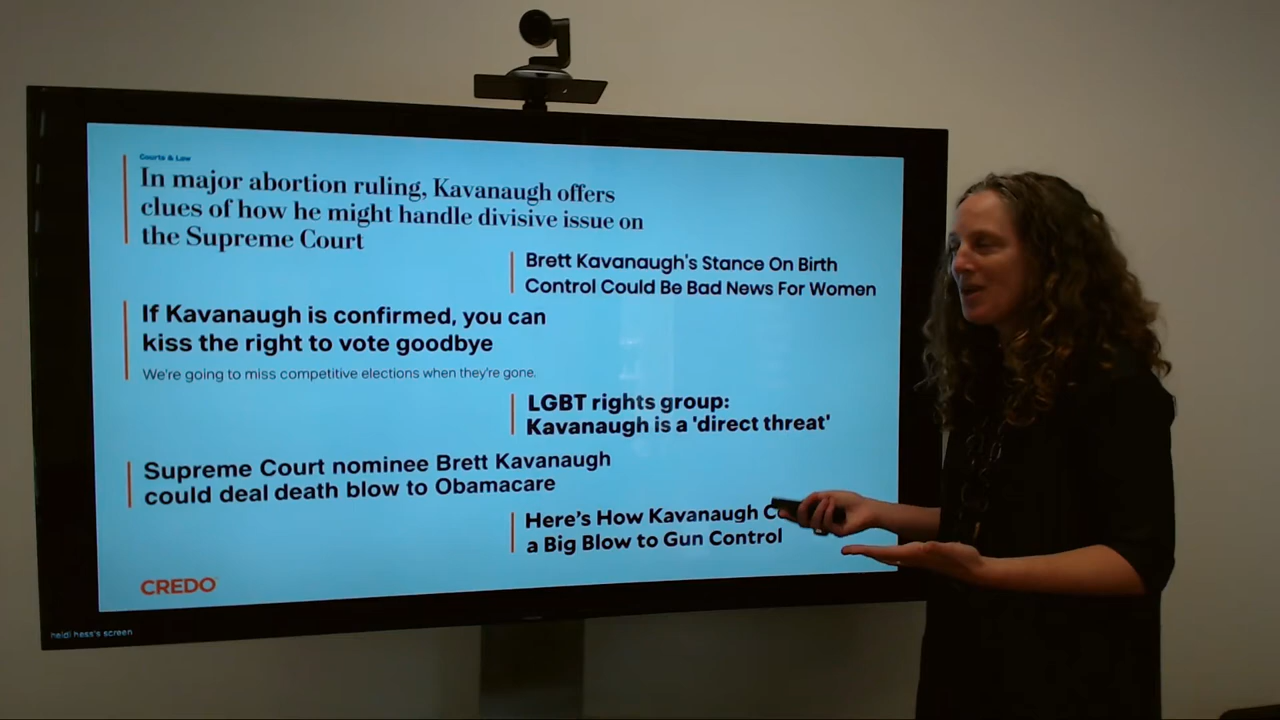 Courts & Law
In major abortion ruling, Kavanaugh offers
clues of how he might handle divisive issue on
the Supreme Court
Brett Kavanaugh's Stance On Birth
Control Could Be Bad News For Women
If Kavanaugh is confirmed, you can
kiss the right to vote goodbye
We're going to miss competitive elections when they're gone.
LGBT rights group:
Kavanaugh is a 'direct threat'
Supreme Court nominee Brett Kavanaugh
could deal death blow to Obamacare
Here's How Kavanaugh
a Big Blow to Gun Control
CREDO
heidi hess's screen